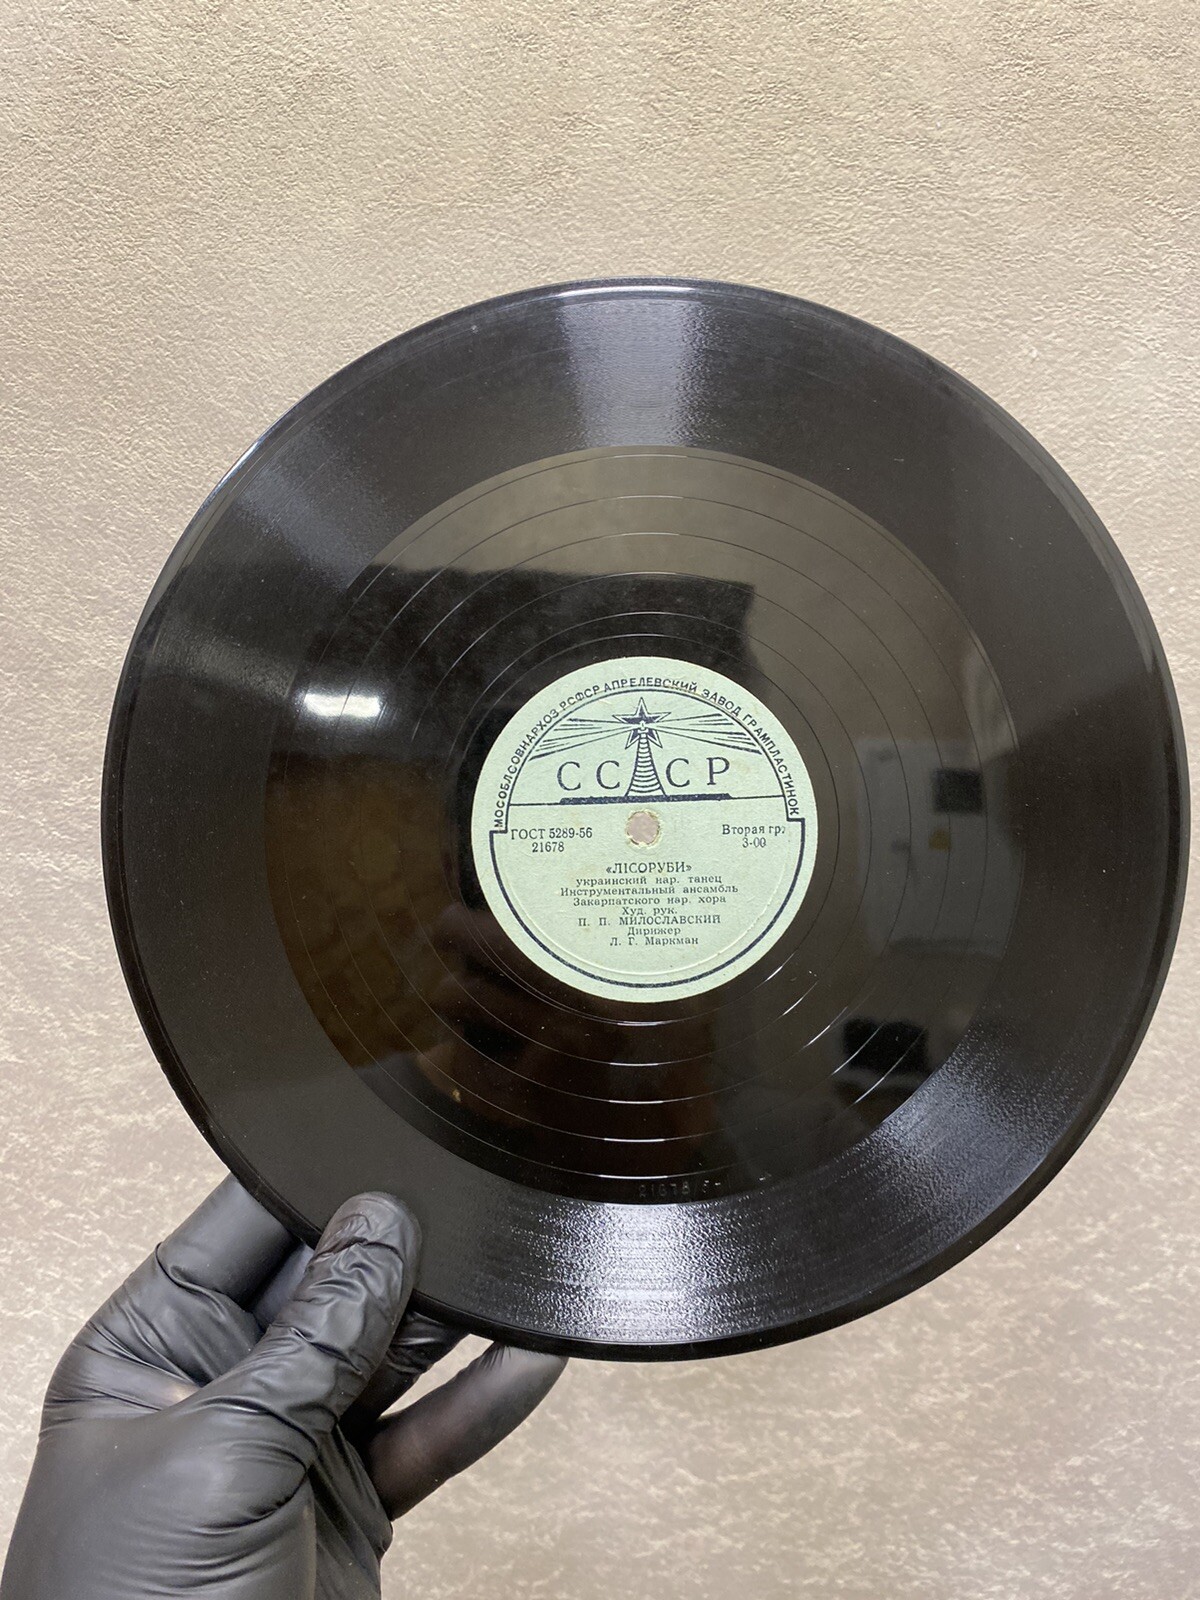 МОСОБЛСОВНАРХОЗ РСФСР АПРЕЛЕВСКИЙ ЗАВОД ГРАМПЛАСТИНОК
СССР
ГОСТ 5289-56
21678
Вторая гр.
3-00
«ЛІСОРУБИ»
украинский нар. танец
Инструментальный ансамбль
Закарпатского нар. хора
Худ. рук.
П. П. МИЛОСЛАВСКИЙ
Дирижер
Л. Г. Маркман